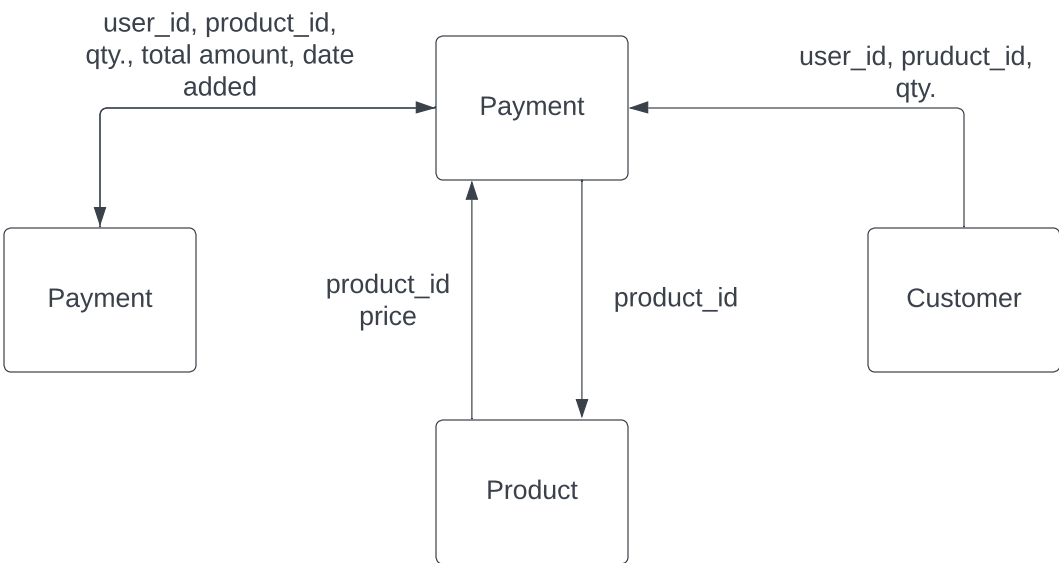 user_id, product_id,
qty., total amount, date
added
user_id, pruduct_id,
qty.
Payment
Payment
product_id
price
product_id
Customer
Product